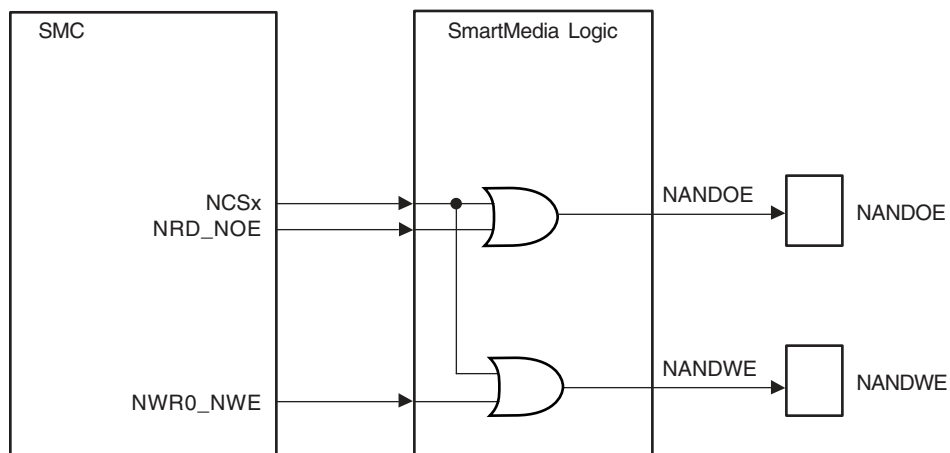 SMC
SmartMedia Logic
NCSx
NRD_NOE
NANDOE
NANDOE
NWR0_NWE
NANDWE
NANDWE